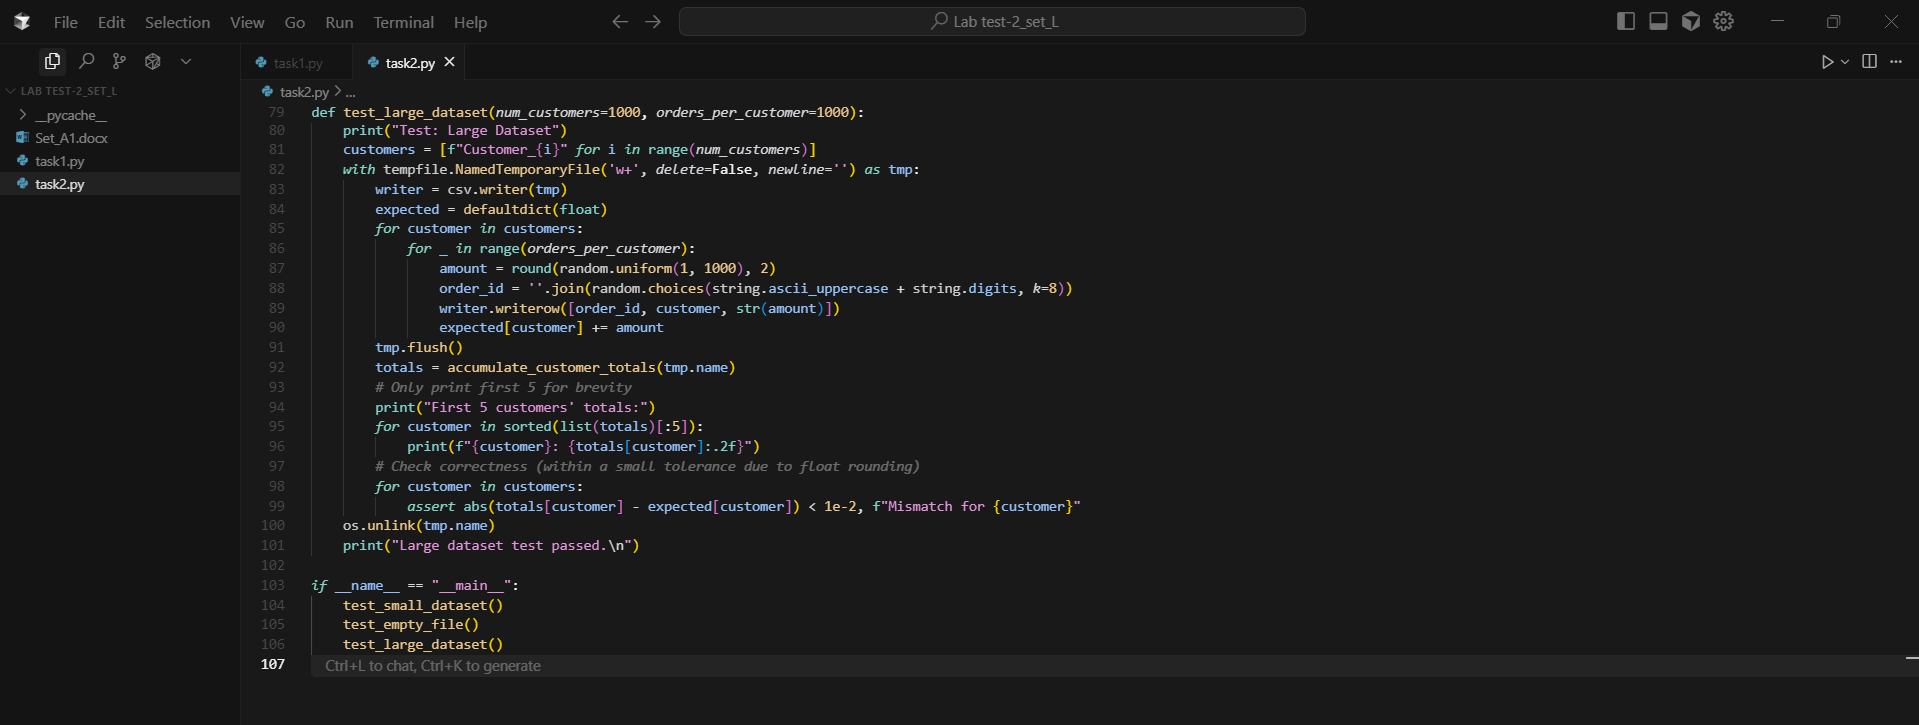 File Edit Selection View Go Run Terminal Help
Lab test-2_set_L
LAB TEST-2_SET_L
__pycache__
Set_A1.docx
task1.py
task2.py
task1.py
task2.py
task2.py > ...
79 def test_large_dataset(num_customers=1000, orders_per_customer=1000):
80     print("Test: Large Dataset")
81     customers = [f"Customer_{i}" for i in range(num_customers)]
82     with tempfile.NamedTemporaryFile('w+', delete=False, newline='') as tmp:
83         writer = csv.writer(tmp)
84         expected = defaultdict(float)
85         for customer in customers:
86             for _ in range(orders_per_customer):
87                 amount = round(random.uniform(1, 1000), 2)
88                 order_id = ''.join(random.choices(string.ascii_uppercase + string.digits, k=8))
89                 writer.writerow([order_id, customer, str(amount)])
90                 expected[customer] += amount
91         tmp.flush()
92         totals = accumulate_customer_totals(tmp.name)
93         # Only print first 5 for brevity
94         print("First 5 customers' totals:")
95         for customer in sorted(list(totals)[:5]):
96             print(f"{customer}: {totals[customer]:.2f}")
97         # Check correctness (within a small tolerance due to float rounding)
98         for customer in customers:
99             assert abs(totals[customer] - expected[customer]) < 1e-2, f"Mismatch for {customer}"
100     os.unlink(tmp.name)
101     print("Large dataset test passed.\n")
102
103 if __name__ == "__main__":
104     test_small_dataset()
105     test_empty_file()
106     test_large_dataset()
107 Ctrl+L to chat, Ctrl+K to generate